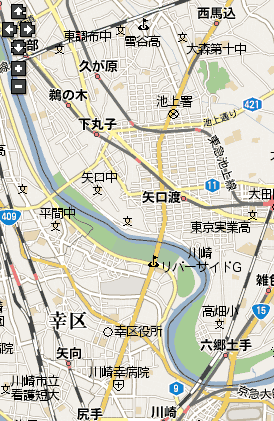 西馬込
東調布中
雪谷高
部
大森第十中
久が原
鵜の木
池上署
421
下丸子
池上通り
東急池上線
矢口中
11
矢口渡
大田
409
平間中
東京実業高
川崎
リバーサイドG
雑色
幸区
高畑小
15
幸区役所
六郷土手
矢向
病院
川崎幸病院
川崎市立
看護短大
9
京急大
尻手
川崎